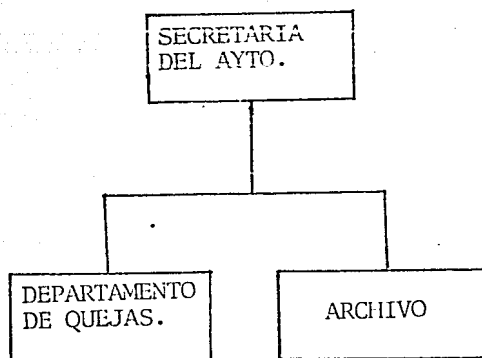 SECRETARIA
DEL AYTO.
DEPARTAMENTO
DE QUEJAS.
ARCHIVO